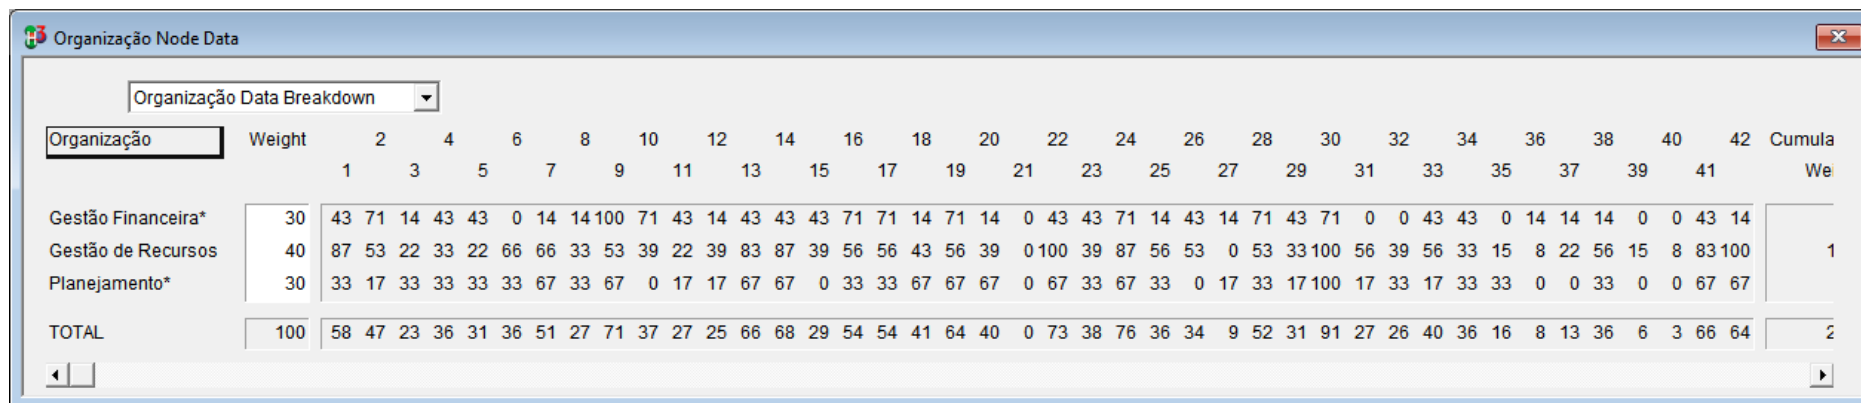 Organização Node Data
Organização Data Breakdown
Organização Weight 2 4 6 8 10 12 14 16 18 20 22 24 26 28 30 32 34 36 38 40 42 Cumula
1 3 5 7 9 11 13 15 17 19 21 23 25 27 29 31 33 35 37 39 41 Wei
Gestão Financeira* 30 43 71 14 43 43 0 14 14 100 71 43 14 43 43 43 71 71 14 71 14 0 43 43 71 14 43 14 71 43 71 0 0 43 43 0 14 14 14 0 0 43 14
Gestão de Recursos 40 87 53 22 33 22 66 66 33 53 39 22 39 83 87 39 56 56 43 56 39 0 100 39 87 56 53 0 53 33 100 56 39 56 33 15 8 22 56 15 8 83 100 1
Planejamento* 30 33 17 33 33 33 33 67 33 67 0 17 17 67 67 0 33 33 67 67 67 0 67 33 67 33 0 17 33 17 100 17 33 17 33 33 0 0 33 0 0 67 67
TOTAL 100 58 47 23 36 31 36 51 27 71 37 27 25 66 68 29 54 54 41 64 40 0 73 38 76 36 34 9 52 31 91 27 26 40 36 16 8 13 36 6 3 66 64 2